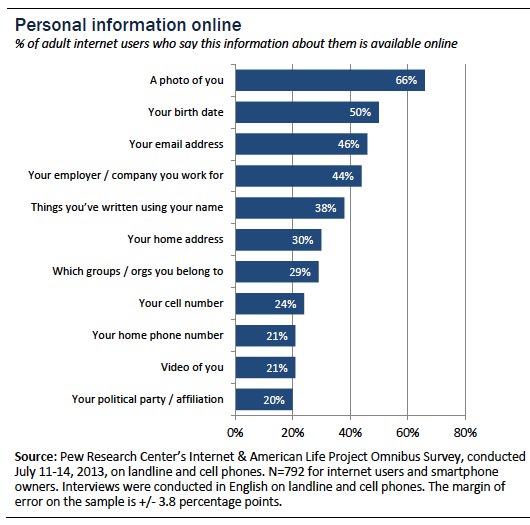 Personal information online
% of adult internet users who say this information about them is available online
A photo of you 66%
Your birth date 50%
Your email address 46%
Your employer / company you work for 44%
Things you've written using your name 38%
Your home address 30%
Which groups / orgs you belong to 29%
Your cell number 24%
Your home phone number 21%
Video of you 21%
Your political party / affiliation 20%
0% 20% 40% 60% 80%
Source: Pew Research Center's Internet & American Life Project Omnibus Survey, conducted
July 11-14, 2013, on landline and cell phones. N=792 for internet users and smartphone
owners. Interviews were conducted in English on landline and cell phones. The margin of
error on the sample is +/- 3.8 percentage points.